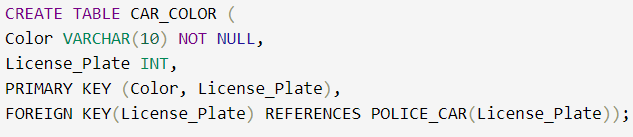 CREATE TABLE CAR_COLOR (
Color VARCHAR(10) NOT NULL,
License_Plate INT,
PRIMARY KEY (Color, License_Plate),
FOREIGN KEY(License_Plate) REFERENCES POLICE_CAR(License_Plate));